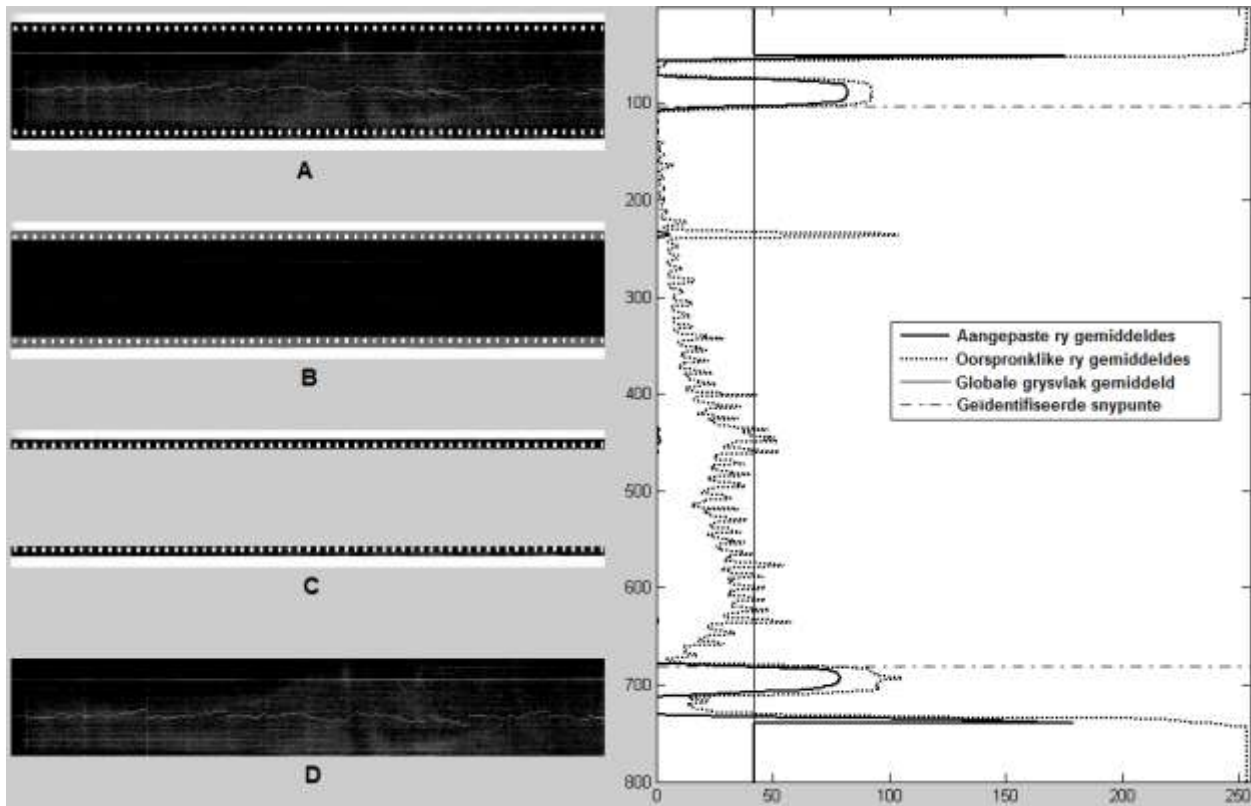 A
B
C
D
100
200
300
400
500
600
700
800
0
50
100
150
200
250
Aangepaste ry gemiddeldes
Oorspronklike ry gemiddeldes
Globale grysvlak gemiddeld
Geïdentifiseerde snypunte